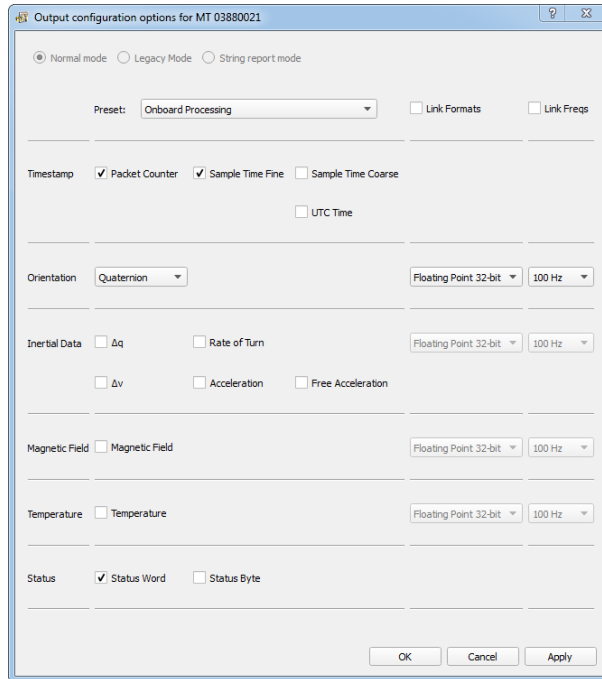 Output configuration options for MT 03880021
Normal mode Legacy Mode String report mode
Preset: Onboard Processing Link Formats Link Freqs
Timestamp Packet Counter Sample Time Fine Sample Time Coarse
UTC Time
Orientation Quaternion Floating Point 32-bit 100 Hz
Inertial Data Δq Rate of Turn Floating Point 32-bit 100 Hz
Δv Acceleration Free Acceleration
Magnetic Field Magnetic Field Floating Point 32-bit 100 Hz
Temperature Temperature Floating Point 32-bit 100 Hz
Status Status Word Status Byte
OK Cancel Apply